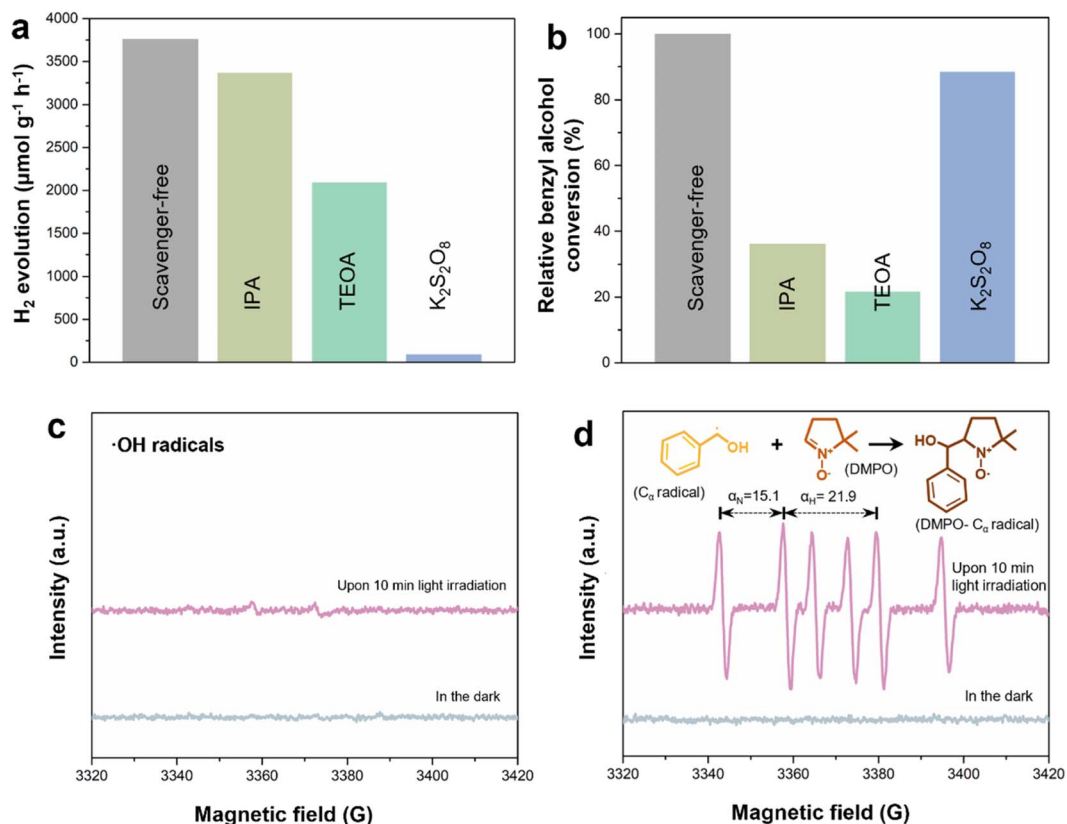 a
H₂ evolution (μmol g⁻¹ h⁻¹)
4000
3500
3000
2500
2000
1500
1000
500
0
Scavenger-free
IPA
TEOA
K₂S₂O₈
b
Relative benzyl alcohol
conversion (%)
100
80
60
40
20
0
Scavenger-free
IPA
TEOA
K₂S₂O₈
c
·OH radicals
Intensity (a.u.)
Upon 10 min light irradiation
In the dark
3320 3340 3360 3380 3400 3420
Magnetic field (G)
d
OH
+
N⁺
O⁻
(DMPO)
HO
N⁺
O·
(Cα radical)
(DMPO- Cα radical)
αN=15.1
αH= 21.9
Upon 10 min
light irradiation
Intensity (a.u.)
In the dark
3320 3340 3360 3380 3400 3420
Magnetic field (G)